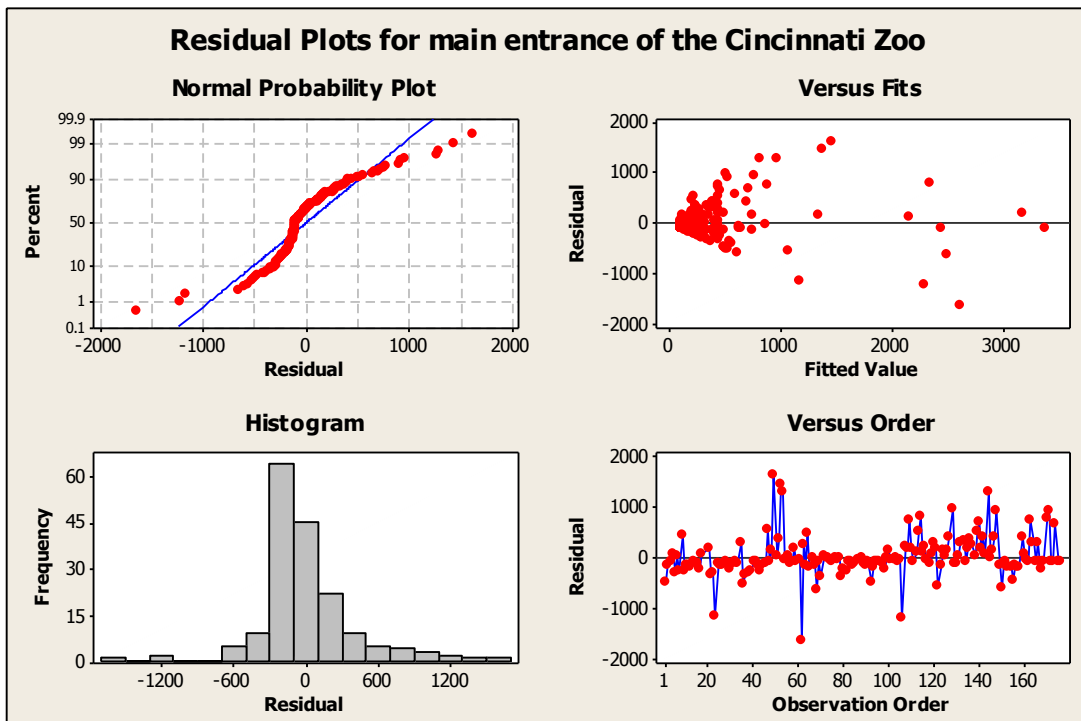 Residual Plots for main entrance of the Cincinnati Zoo
Normal Probability Plot
Percent
99.9
99
90
50
10
1
0.1
-2000 -1000 0 1000 2000
Residual
Versus Fits
Residual
2000
1000
0
-1000
-2000
0 1000 2000 3000
Fitted Value
Histogram
Frequency
60
45
30
15
0
-1200 -600 0 600 1200
Residual
Versus Order
Residual
2000
1000
0
-1000
-2000
1 20 40 60 80 100 120 140 160
Observation Order